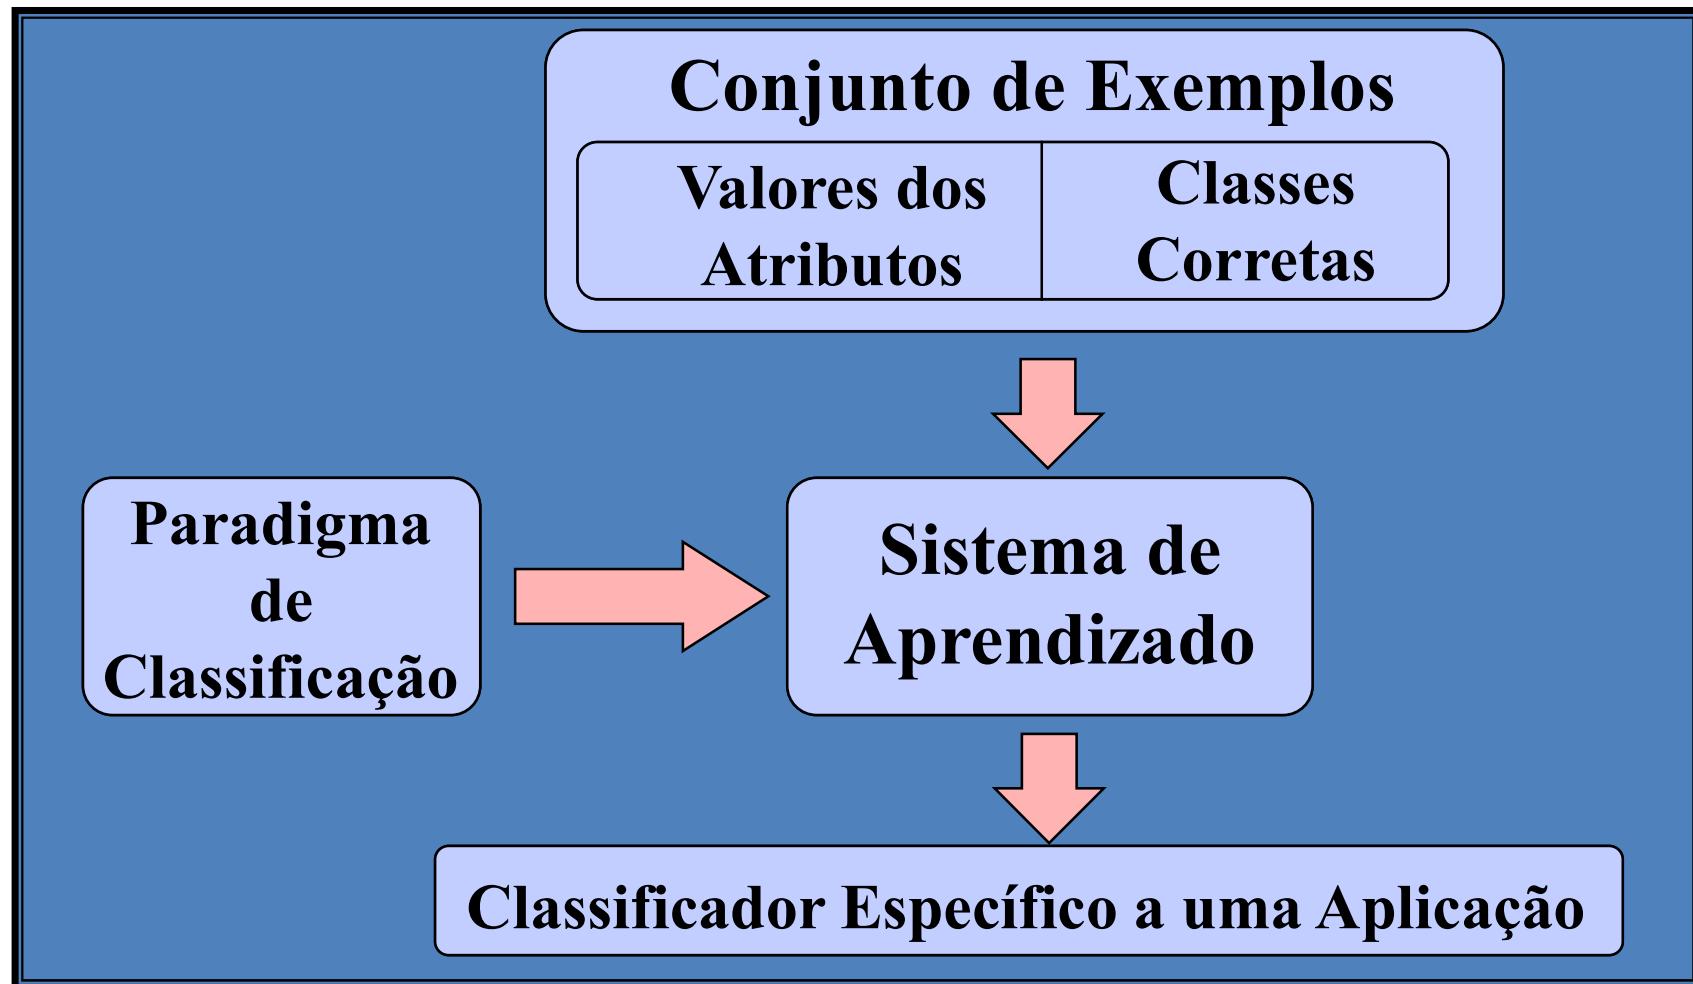 Conjunto de Exemplos
Valores dos
Atributos
Classes
Corretas
Paradigma
de
Classificação
Sistema de
Aprendizado
Classificador Específico a uma Aplicação